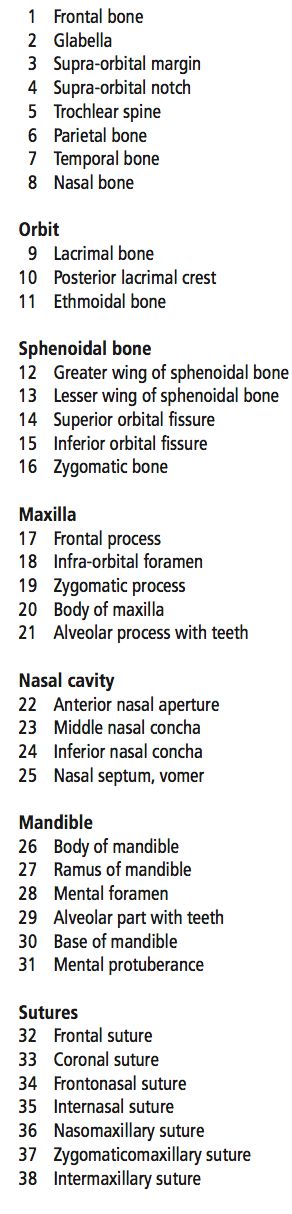 1 Frontal bone
2 Glabella
3 Supra-orbital margin
4 Supra-orbital notch
5 Trochlear spine
6 Parietal bone
7 Temporal bone
8 Nasal bone
Orbit
9 Lacrimal bone
10 Posterior lacrimal crest
11 Ethmoidal bone
Sphenoidal bone
12 Greater wing of sphenoidal bone
13 Lesser wing of sphenoidal bone
14 Superior orbital fissure
15 Inferior orbital fissure
16 Zygomatic bone
Maxilla
17 Frontal process
18 Infra-orbital foramen
19 Zygomatic process
20 Body of maxilla
21 Alveolar process with teeth
Nasal cavity
22 Anterior nasal aperture
23 Middle nasal concha
24 Inferior nasal concha
25 Nasal septum, vomer
Mandible
26 Body of mandible
27 Ramus of mandible
28 Mental foramen
29 Alveolar part with teeth
30 Base of mandible
31 Mental protuberance
Sutures
32 Frontal suture
33 Coronal suture
34 Frontonasal suture
35 Internasal suture
36 Nasomaxillary suture
37 Zygomaticomaxillary suture
38 Intermaxillary suture